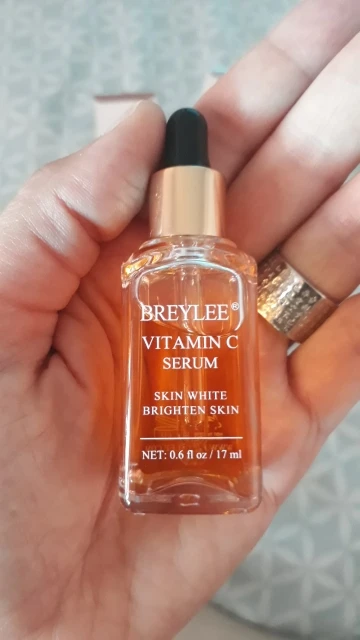 BREYLEE®
VITAMIN C
SERUM
SKIN WHITE
BRIGHTEN SKIN
NET: 0.6 fl oz / 17 ml